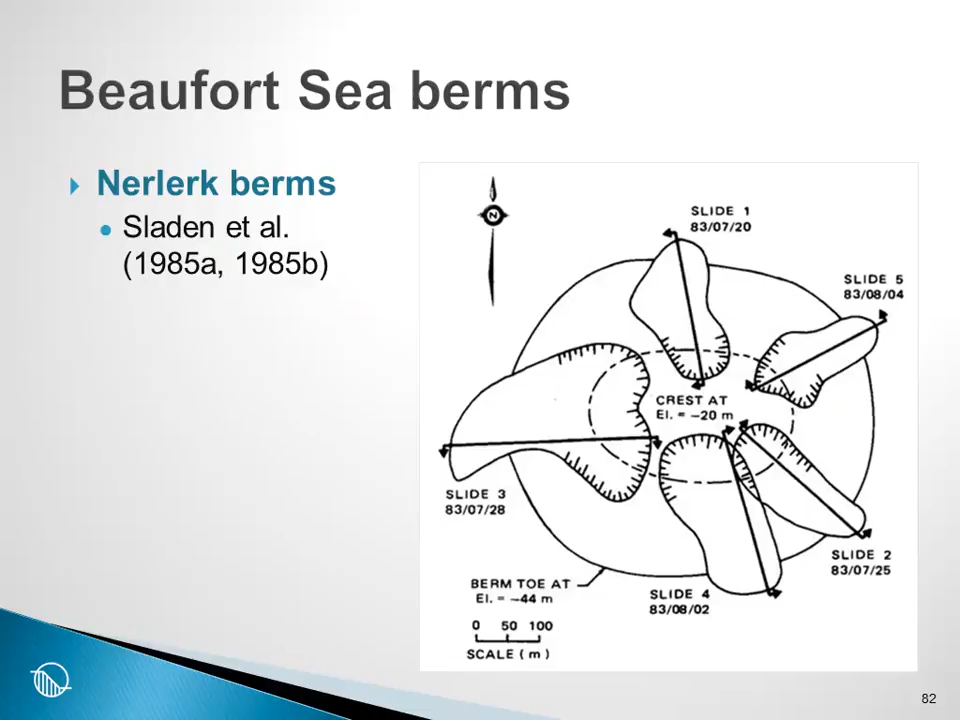 Beaufort Sea berms
Nerlerk berms
Sladen et al.
(1985a, 1985b)
N
SLIDE 1
83/07/20
SLIDE 5
83/08/04
CREST AT
El. = -20 m
SLIDE 3
83/07/28
SLIDE 2
83/07/25
BERM TOE AT
El. = -44 m
SLIDE 4
83/08/02
0 50 100
SCALE (m)
82